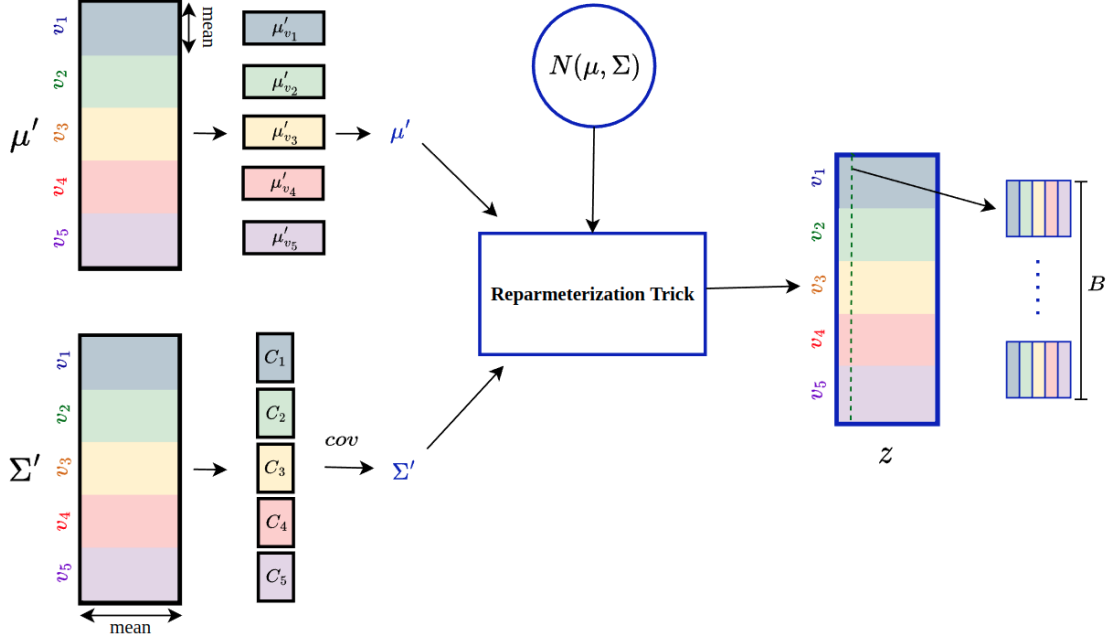 v₁
v₂
v₃
v₄
v₅
μ′
mean
μ′v₁
μ′v₂
μ′v₃
μ′v₄
μ′v₅
μ′
N(μ, Σ)
Reparmeterization Trick
v₁
v₂
v₃
v₄
v₅
Σ′
mean
C₁
C₂
C₃
C₄
C₅
cov
Σ′
v₁
v₂
v₃
v₄
v₅
z
B